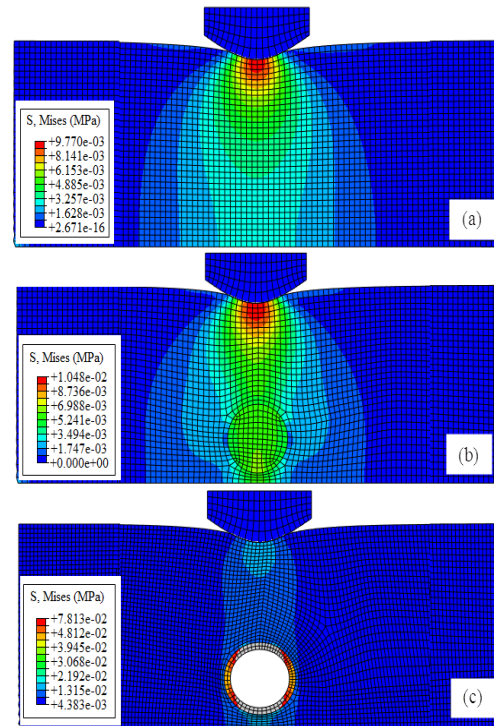 S, Mises (MPa)
+9.770e-03
+8.141e-03
+6.153e-03
+4.885e-03
+3.257e-03
+1.628e-03
+2.671e-16
(a)
S, Mises (MPa)
+1.048e-02
+8.736e-03
+6.988e-03
+5.241e-03
+3.494e-03
+1.747e-03
+0.000e+00
(b)
S, Mises (MPa)
+7.813e-02
+4.812e-02
+3.945e-02
+3.068e-02
+2.192e-02
+1.315e-02
+4.383e-03
(c)